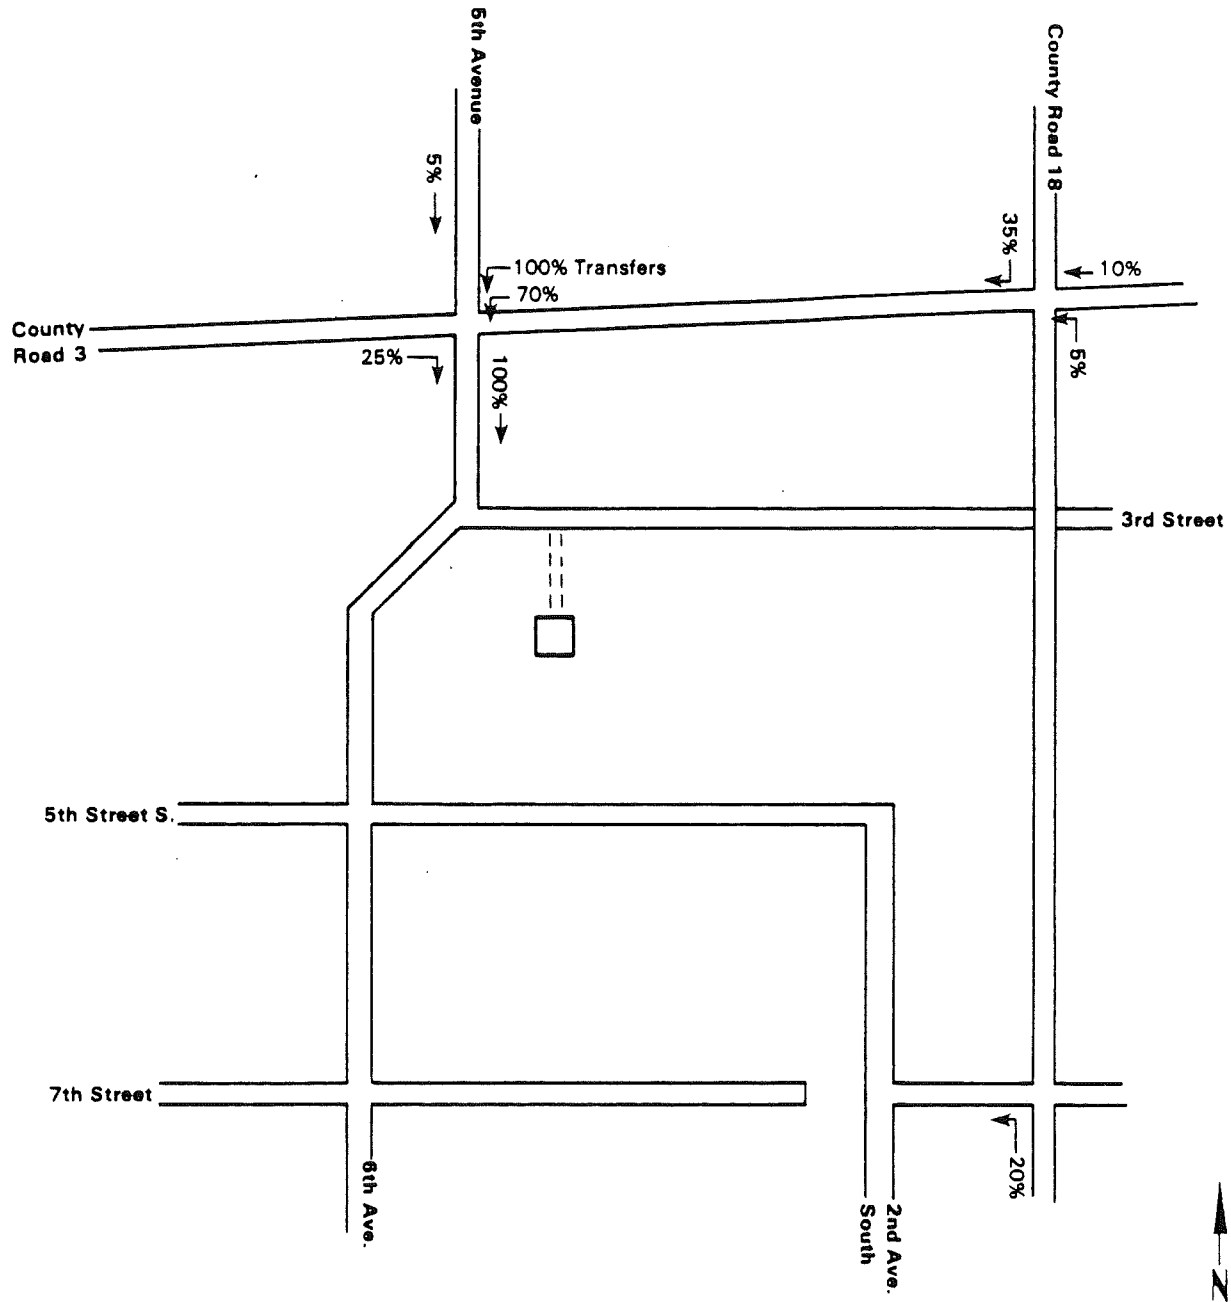 5th Avenue
County Road 18
5%
35%
100% Transfers
10%
70%
County
Road 3
25%
100%
5%
3rd Street
5th Street S.
7th Street
20%
6th Ave.
2nd Ave.
South
N